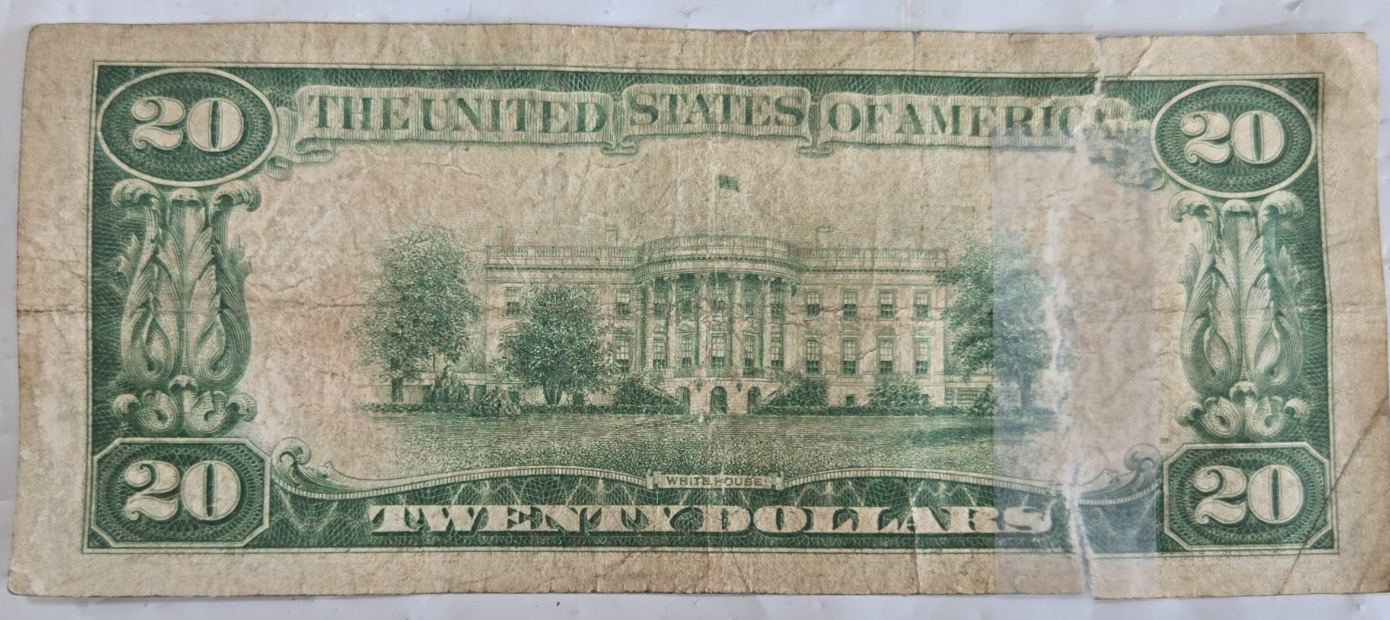 20 THE UNITED STATES OF AMERICA 20
WHITE HOUSE
20 TWENTY DOLLARS 20